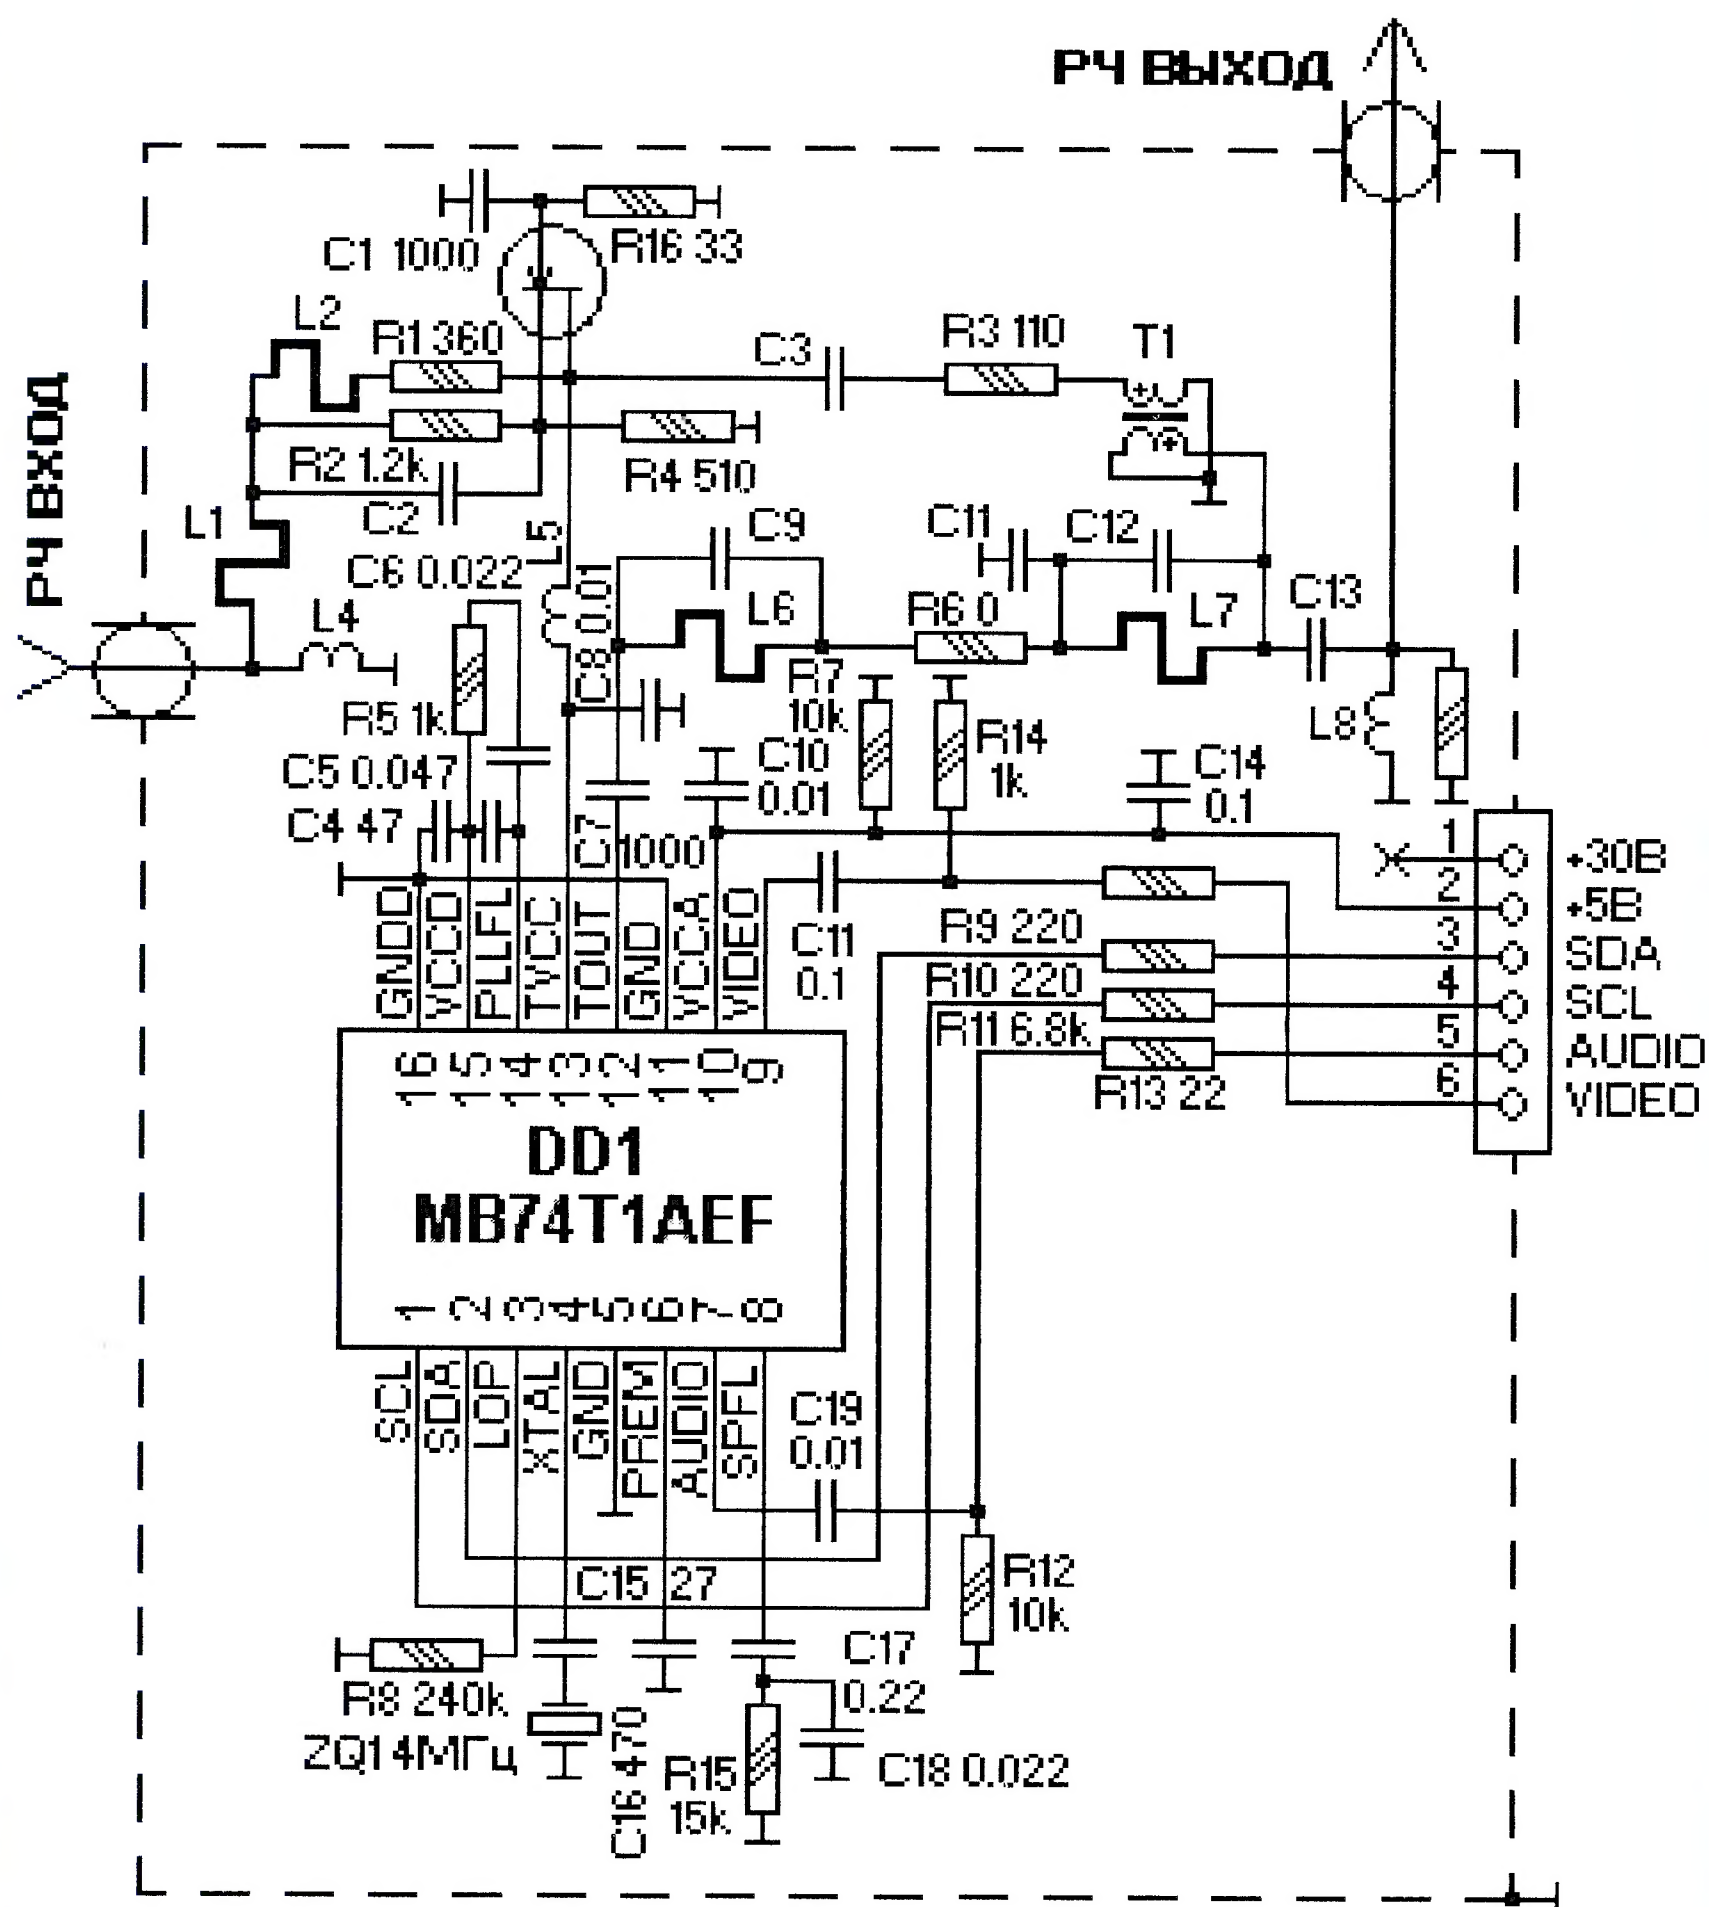 РЧ ВЫХОД
C1 1000
R16 33
L2
R1 360
C3
R3 110
T1
РЧ ВХОД
R2 1.2k
R4 510
L1
C2
L5
C9
C11
C12
C6 0.022
C8 0.01
L6
R6 0
L7
C13
L4
R7
10k
R5 1k
R14
1k
L8
C10
0.01
C14
0.1
C5 0.047
C4 47
C7
1000
1
+30В
2
+5В
3
SDA
4
SCL
5
AUDIO
6
VIDEO
GNDD
VCCD
PLLFL
TVCC
TOUT
GND
VCCA
VIDEO
C11
0.1
R9 220
R10 220
R11 6.8k
R13 22
16 15 14 13 12 11 10 9
DD1
MB74T1AEF
1 2 3 4 5 6 7 8
SCL
SDA
LOP
XTAL
GND
PREM
AUDIO
SPFL
C19
0.01
C15 27
R12
10k
R8 240k
C17
0.22
ZQ1 4МГц
C16 470
R15
15k
C18 0.022